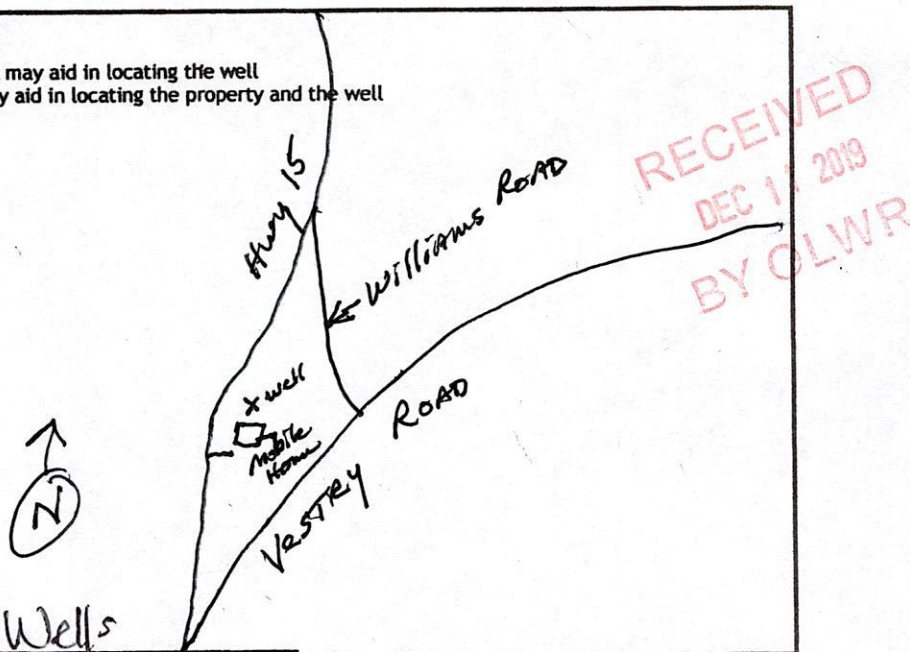 may aid in locating the well
y aid in locating the property and the well
RECEIVED
DEC 11 2019
BY OLWR
Hwy 15
Williams ROAD
x well
Mobile
Home
ROAD
VESTRY
N
Wells